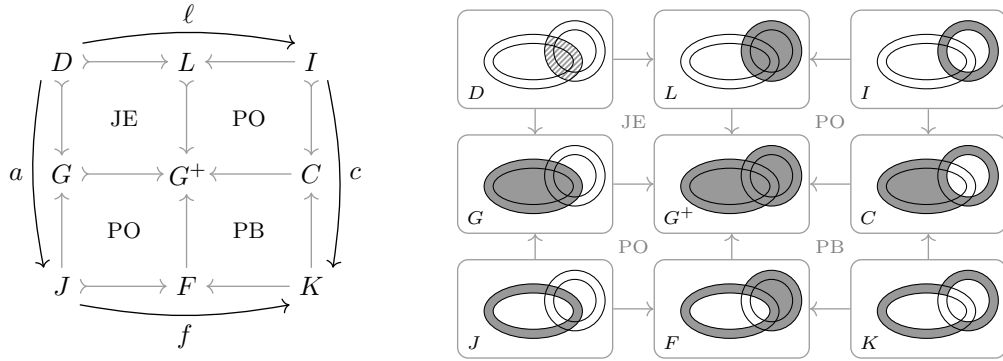 ℓ
D L I
JE PO
a G G⁺ C c
PO PB
J F K
f
D L I
JE PO
G G⁺ C
PO PB
J F K